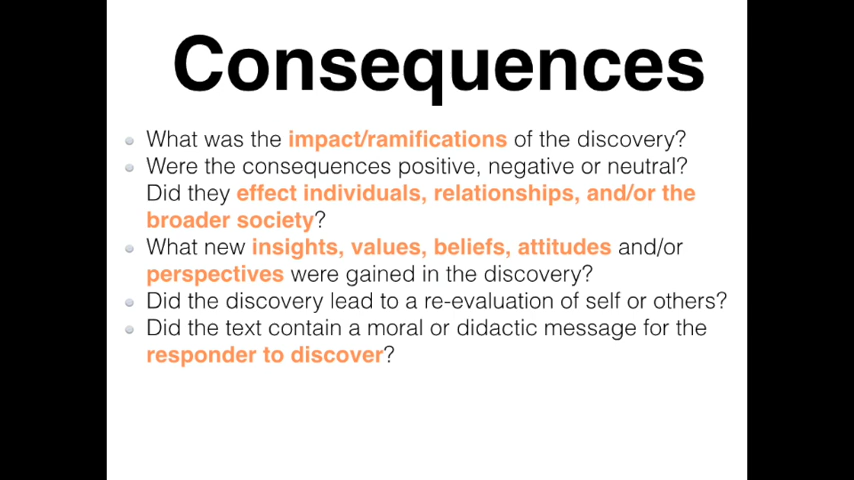 Consequences
What was the impact/ramifications of the discovery?
Were the consequences positive, negative or neutral?
Did they effect individuals, relationships, and/or the
broader society?
What new insights, values, beliefs, attitudes and/or
perspectives were gained in the discovery?
Did the discovery lead to a re-evaluation of self or others?
Did the text contain a moral or didactic message for the
responder to discover?